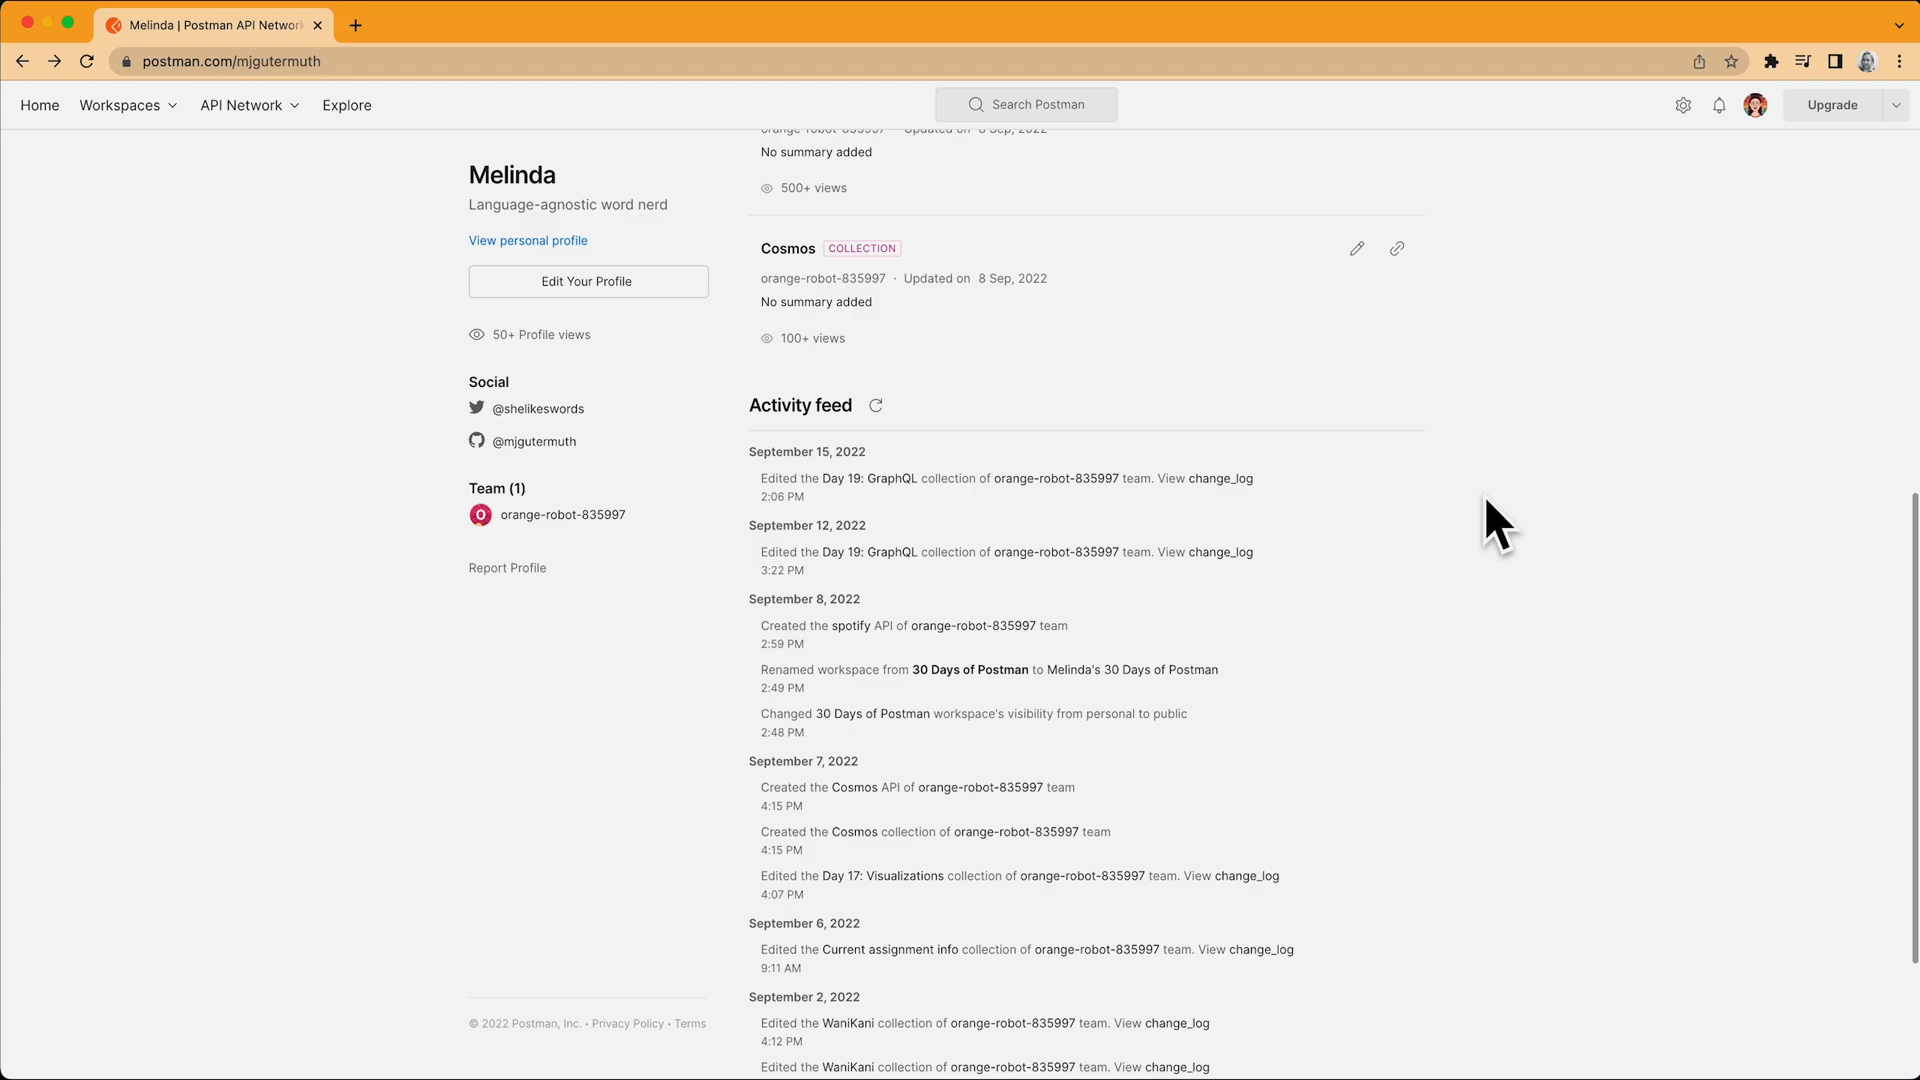 Melinda | Postman API Networ
postman.com/mjgutermuth
Home Workspaces API Network Explore
Search Postman
Upgrade
Melinda
Language-agnostic word nerd
View personal profile
Edit Your Profile
50+ Profile views
Social
@shelikeswords
@mjgutermuth
Team (1)
O orange-robot-835997
Report Profile
© 2022 Postman, Inc. · Privacy Policy · Terms
orange-robot-835997 · Updated on 8 Sep, 2022
No summary added
500+ views
Cosmos COLLECTION
orange-robot-835997 · Updated on 8 Sep, 2022
No summary added
100+ views
Activity feed
September 15, 2022
Edited the Day 19: GraphQL collection of orange-robot-835997 team. View change_log
2:06 PM
September 12, 2022
Edited the Day 19: GraphQL collection of orange-robot-835997 team. View change_log
3:22 PM
September 8, 2022
Created the spotify API of orange-robot-835997 team
2:59 PM
Renamed workspace from 30 Days of Postman to Melinda's 30 Days of Postman
2:49 PM
Changed 30 Days of Postman workspace's visibility from personal to public
2:48 PM
September 7, 2022
Created the Cosmos API of orange-robot-835997 team
4:15 PM
Created the Cosmos collection of orange-robot-835997 team
4:15 PM
Edited the Day 17: Visualizations collection of orange-robot-835997 team. View change_log
4:07 PM
September 6, 2022
Edited the Current assignment info collection of orange-robot-835997 team. View change_log
9:11 AM
September 2, 2022
Edited the WaniKani collection of orange-robot-835997 team. View change_log
4:12 PM
Edited the WaniKani collection of orange-robot-835997 team. View change_log